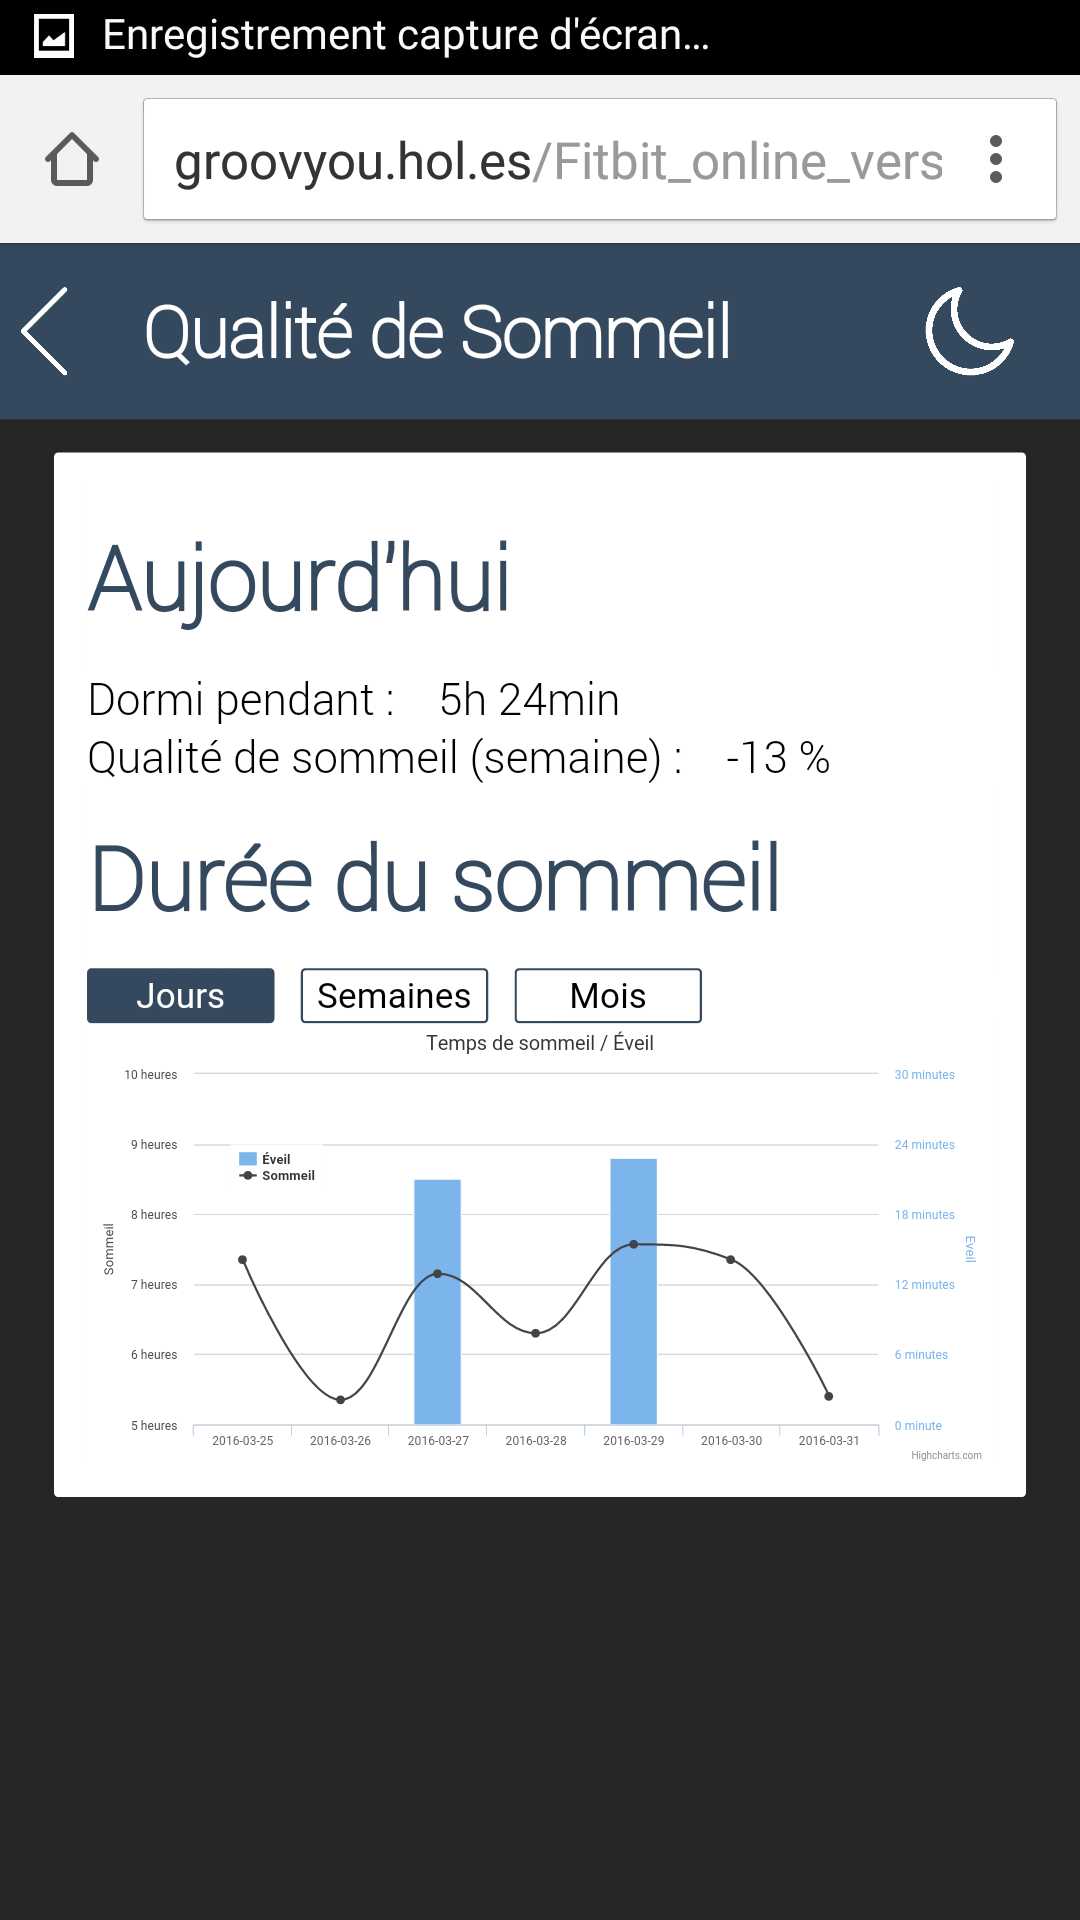 Enregistrement capture d'écran...
groovyou.hol.es/Fitbit_online_vers
Qualité de Sommeil
Aujourd'hui
Dormi pendant : 5h 24min
Qualité de sommeil (semaine) : -13 %
Durée du sommeil
Jours Semaines Mois
Temps de sommeil / Éveil
10 heures 30 minutes
9 heures 24 minutes
Éveil
Sommeil
8 heures 18 minutes
Sommeil
Eveil
7 heures 12 minutes
6 heures 6 minutes
5 heures 0 minute
2016-03-25 2016-03-26 2016-03-27 2016-03-28 2016-03-29 2016-03-30 2016-03-31
Highcharts.com